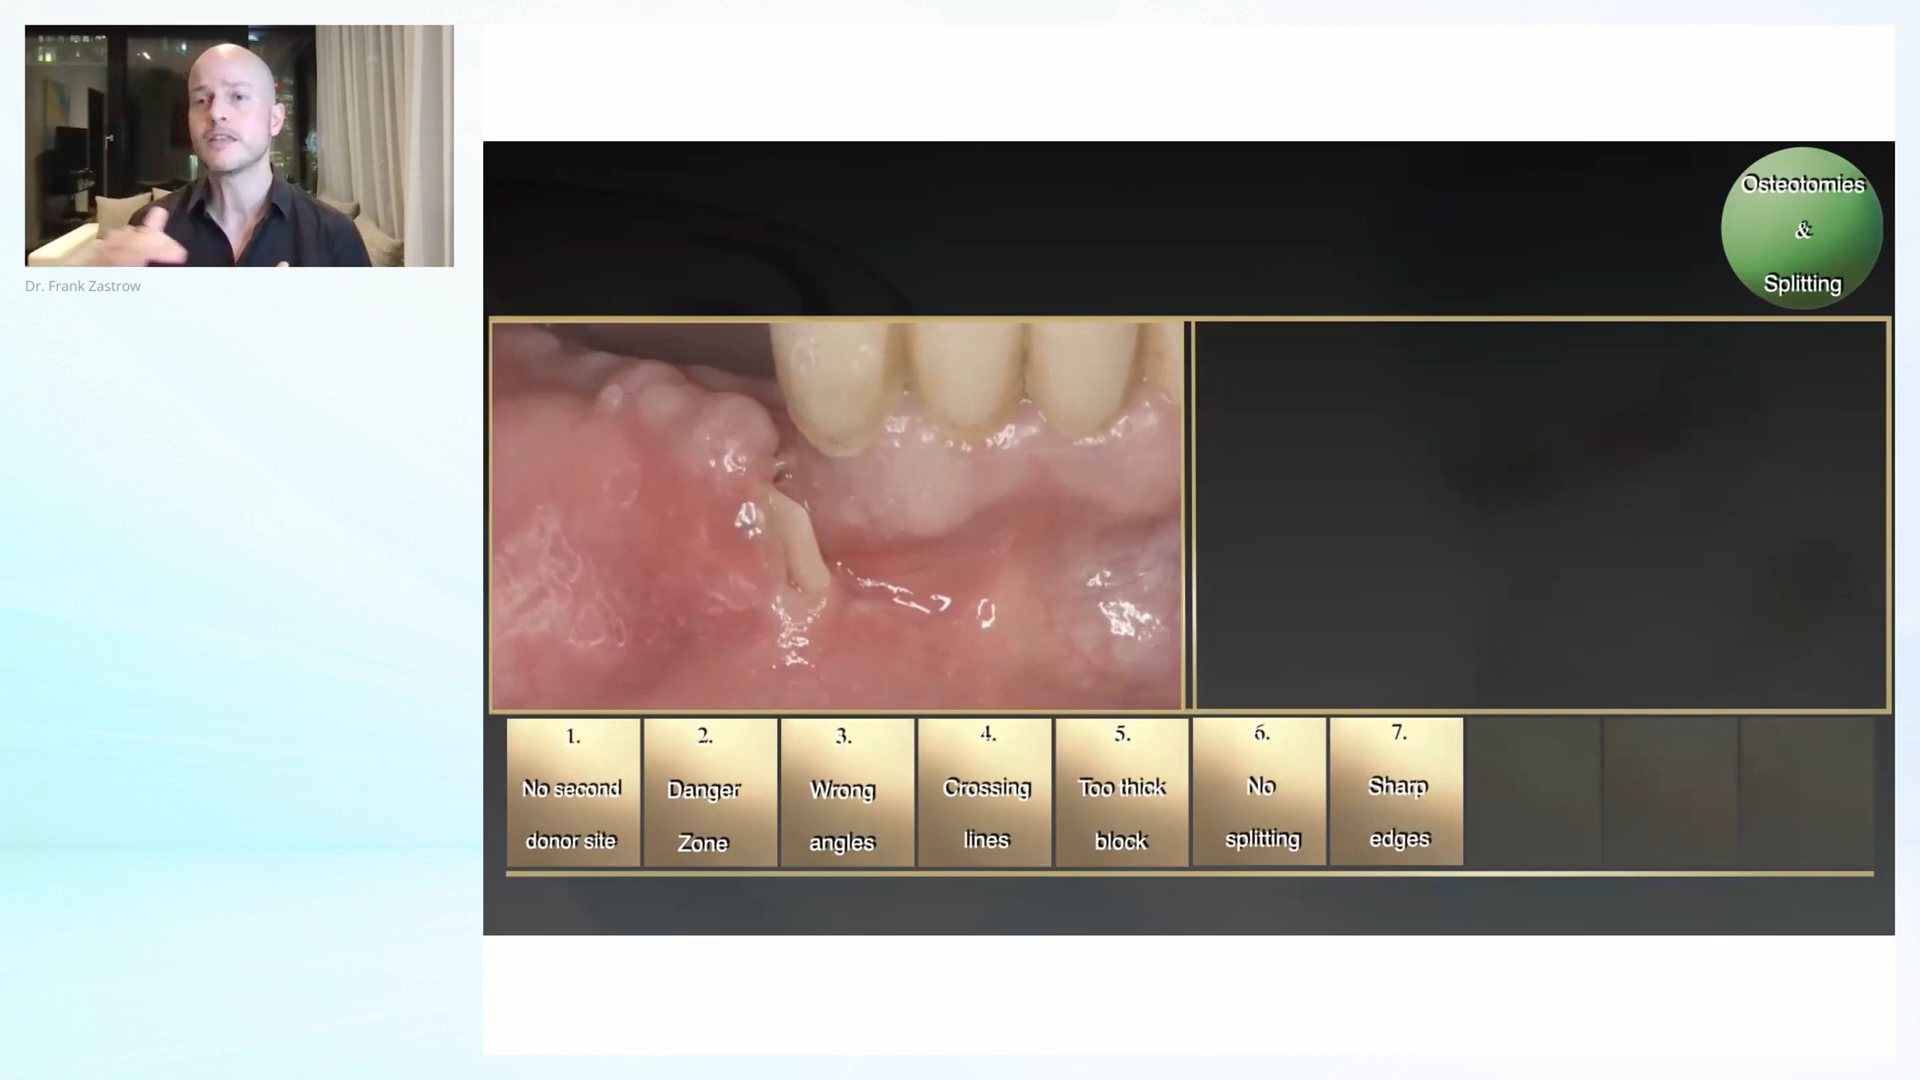 Dr. Frank Zastrow
Osteotomies
&
Splitting
1.
No second
donor site
2.
Danger
Zone
3.
Wrong
angles
4.
Crossing
lines
5.
Too thick
block
6.
No
splitting
7.
Sharp
edges